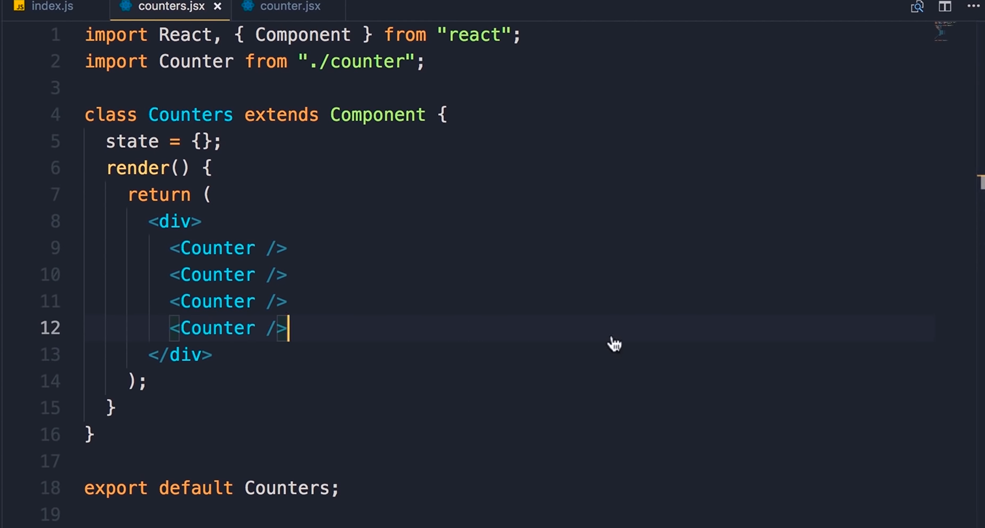 JS index.js counters.jsx × counter.jsx ...
1 import React, { Component } from "react";
2 import Counter from "./counter";
3
4 class Counters extends Component {
5 state = {};
6 render() {
7 return (
8 <div>
9 <Counter />
10 <Counter />
11 <Counter />
12 <Counter />
13 </div>
14 );
15 }
16 }
17
18 export default Counters;
19